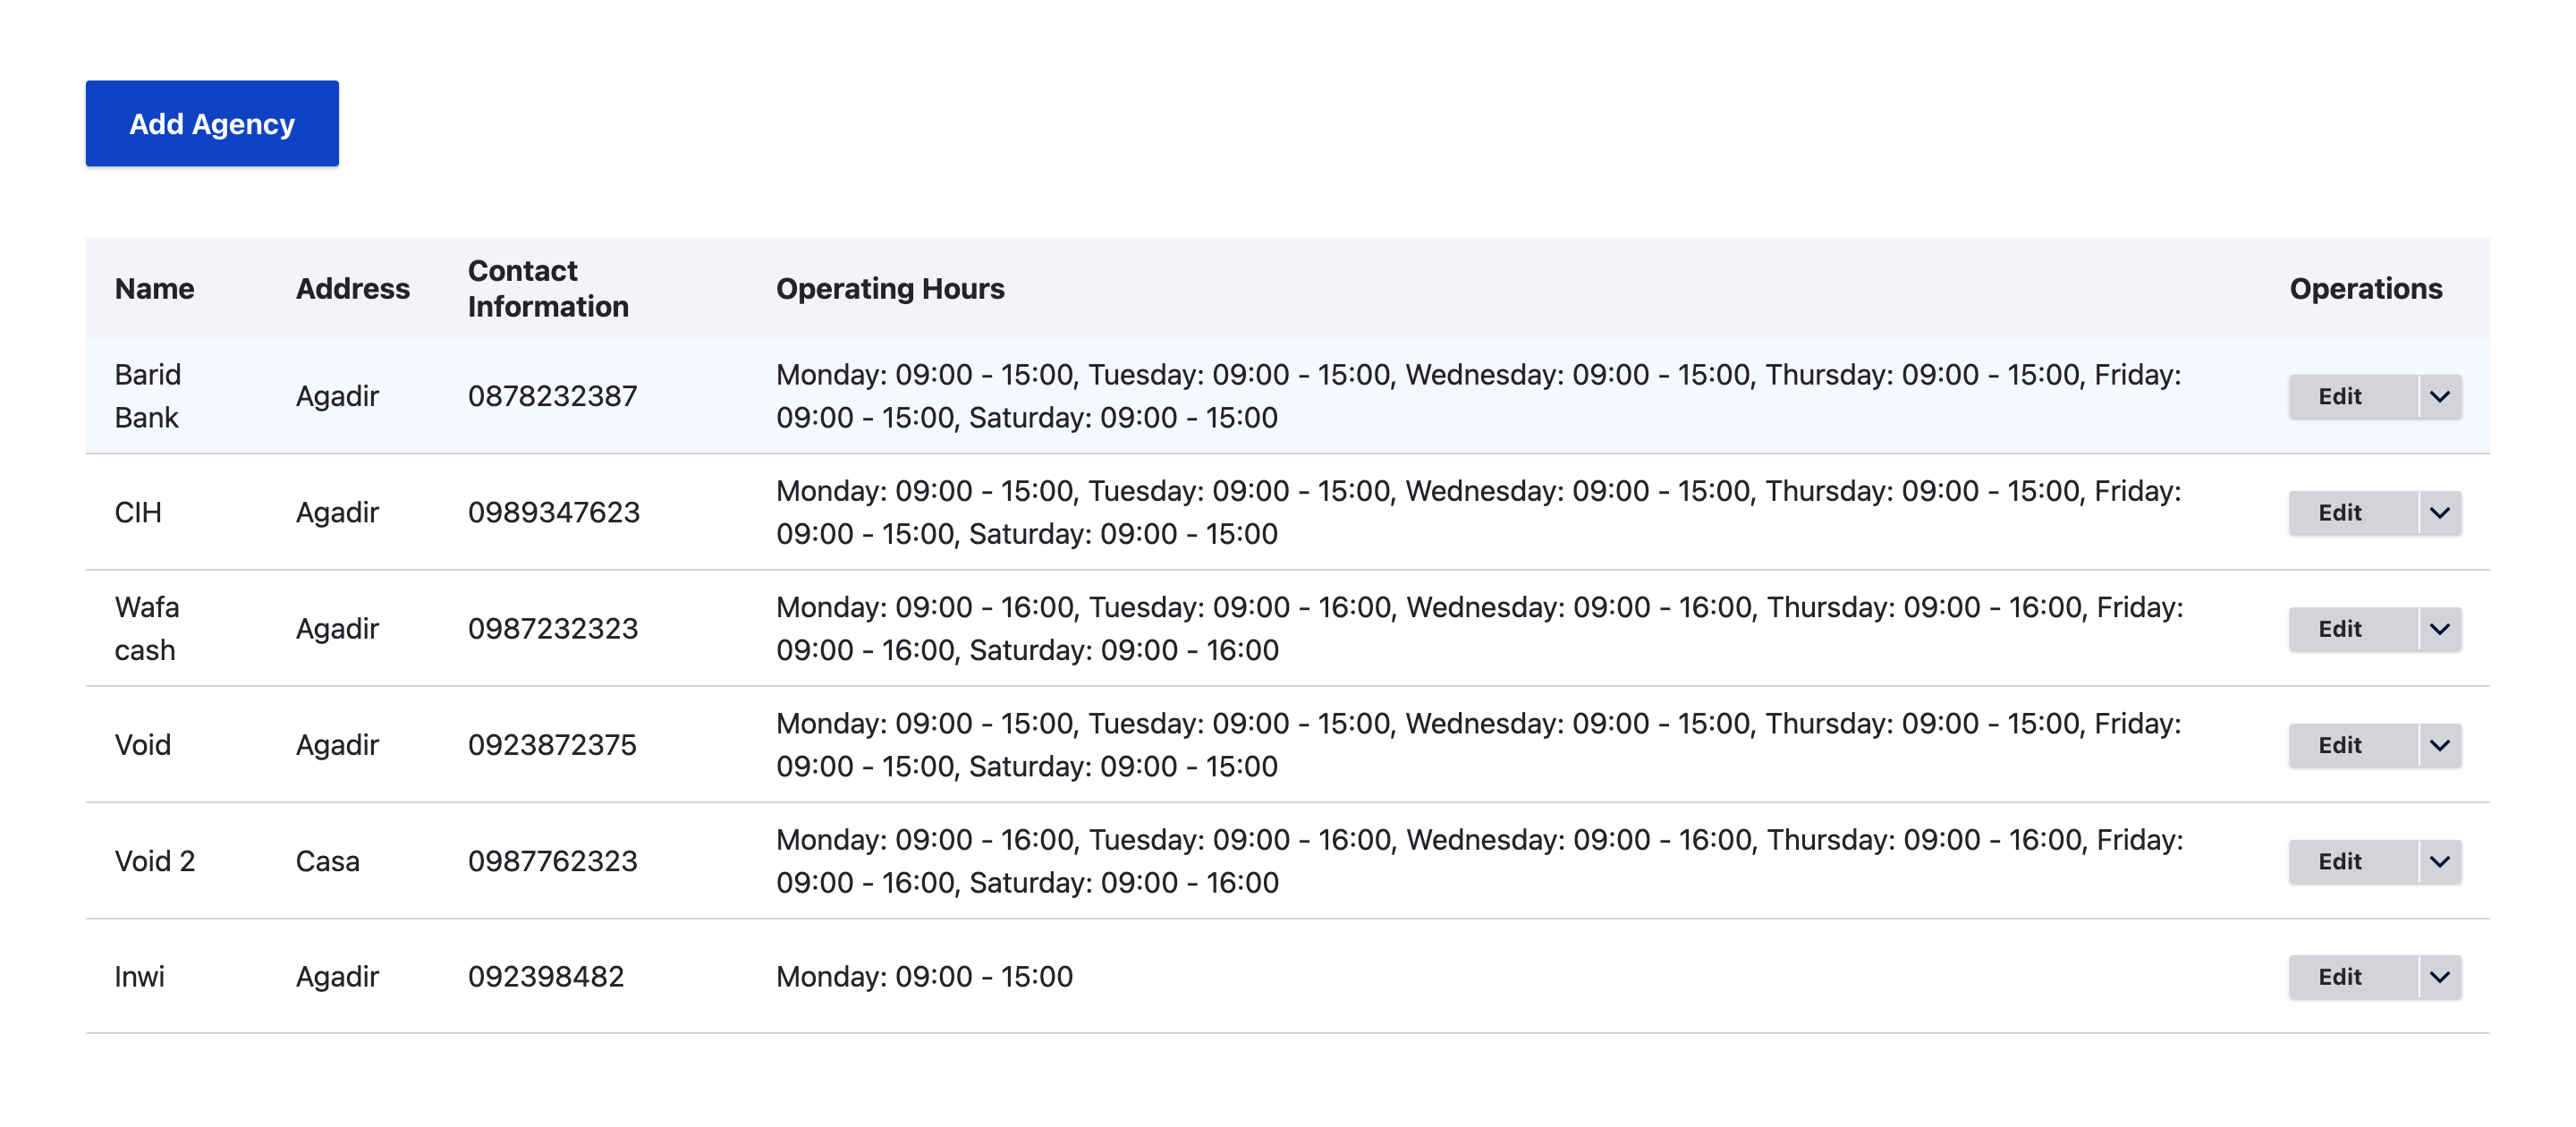 Add Agency
Name Address Contact Information Operating Hours Operations
Barid Bank Agadir 0878232387 Monday: 09:00 - 15:00, Tuesday: 09:00 - 15:00, Wednesday: 09:00 - 15:00, Thursday: 09:00 - 15:00, Friday: 09:00 - 15:00, Saturday: 09:00 - 15:00 Edit
CIH Agadir 0989347623 Monday: 09:00 - 15:00, Tuesday: 09:00 - 15:00, Wednesday: 09:00 - 15:00, Thursday: 09:00 - 15:00, Friday: 09:00 - 15:00, Saturday: 09:00 - 15:00 Edit
Wafa cash Agadir 0987232323 Monday: 09:00 - 16:00, Tuesday: 09:00 - 16:00, Wednesday: 09:00 - 16:00, Thursday: 09:00 - 16:00, Friday: 09:00 - 16:00, Saturday: 09:00 - 16:00 Edit
Void Agadir 0923872375 Monday: 09:00 - 15:00, Tuesday: 09:00 - 15:00, Wednesday: 09:00 - 15:00, Thursday: 09:00 - 15:00, Friday: 09:00 - 15:00, Saturday: 09:00 - 15:00 Edit
Void 2 Casa 0987762323 Monday: 09:00 - 16:00, Tuesday: 09:00 - 16:00, Wednesday: 09:00 - 16:00, Thursday: 09:00 - 16:00, Friday: 09:00 - 16:00, Saturday: 09:00 - 16:00 Edit
Inwi Agadir 092398482 Monday: 09:00 - 15:00 Edit